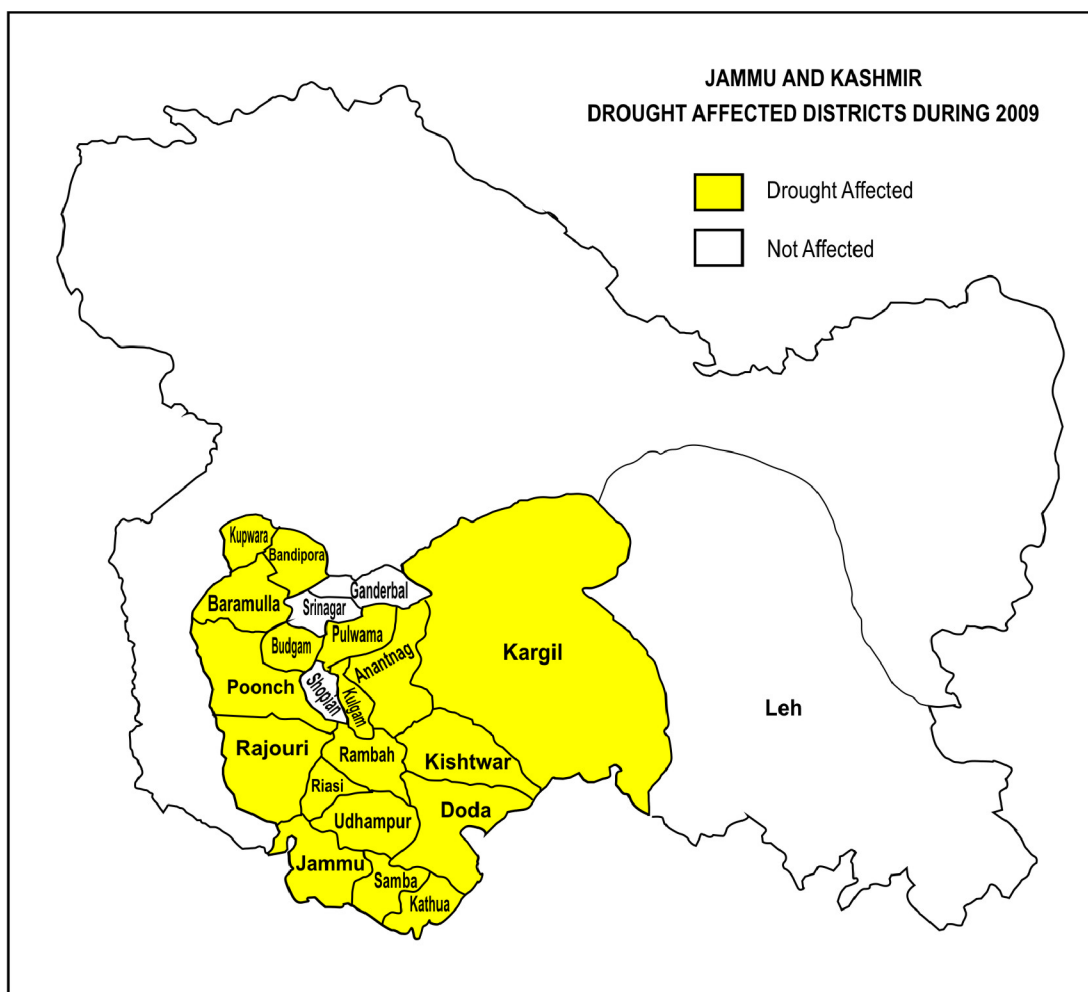 JAMMU AND KASHMIR
DROUGHT AFFECTED DISTRICTS DURING 2009
Drought Affected
Not Affected
Kupwara
Bandipora
Ganderbal
Baramulla
Srinagar
Pulwama
Budgam
Anantnag
Kargil
Poonch
Shopian
Kulgam
Leh
Rajouri
Rambah
Kishtwar
Riasi
Doda
Udhampur
Jammu
Samba
Kathua